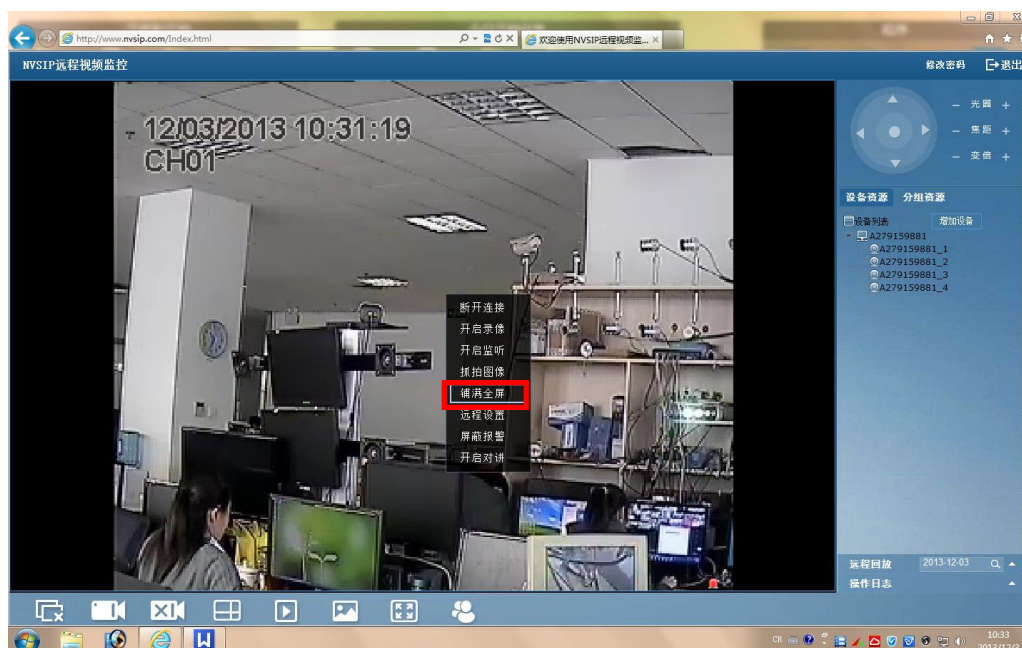 http://www.nvsip.com/Index.html
欢迎使用NVSIP远程视频监...
NVSIP远程视频监控
修改密码
退出
12/03/2013 10:31:19
CH01
光圈
焦距
变倍
设备资源
分组资源
设备列表
增加设备
A279159881
A279159881_1
A279159881_2
A279159881_3
A279159881_4
断开连接
开启录像
开启监听
抓拍图像
铺满全屏
远程设置
屏蔽报警
开启对讲
远程回放
2013-12-03
操作日志
CH
10:33
2013/12/3